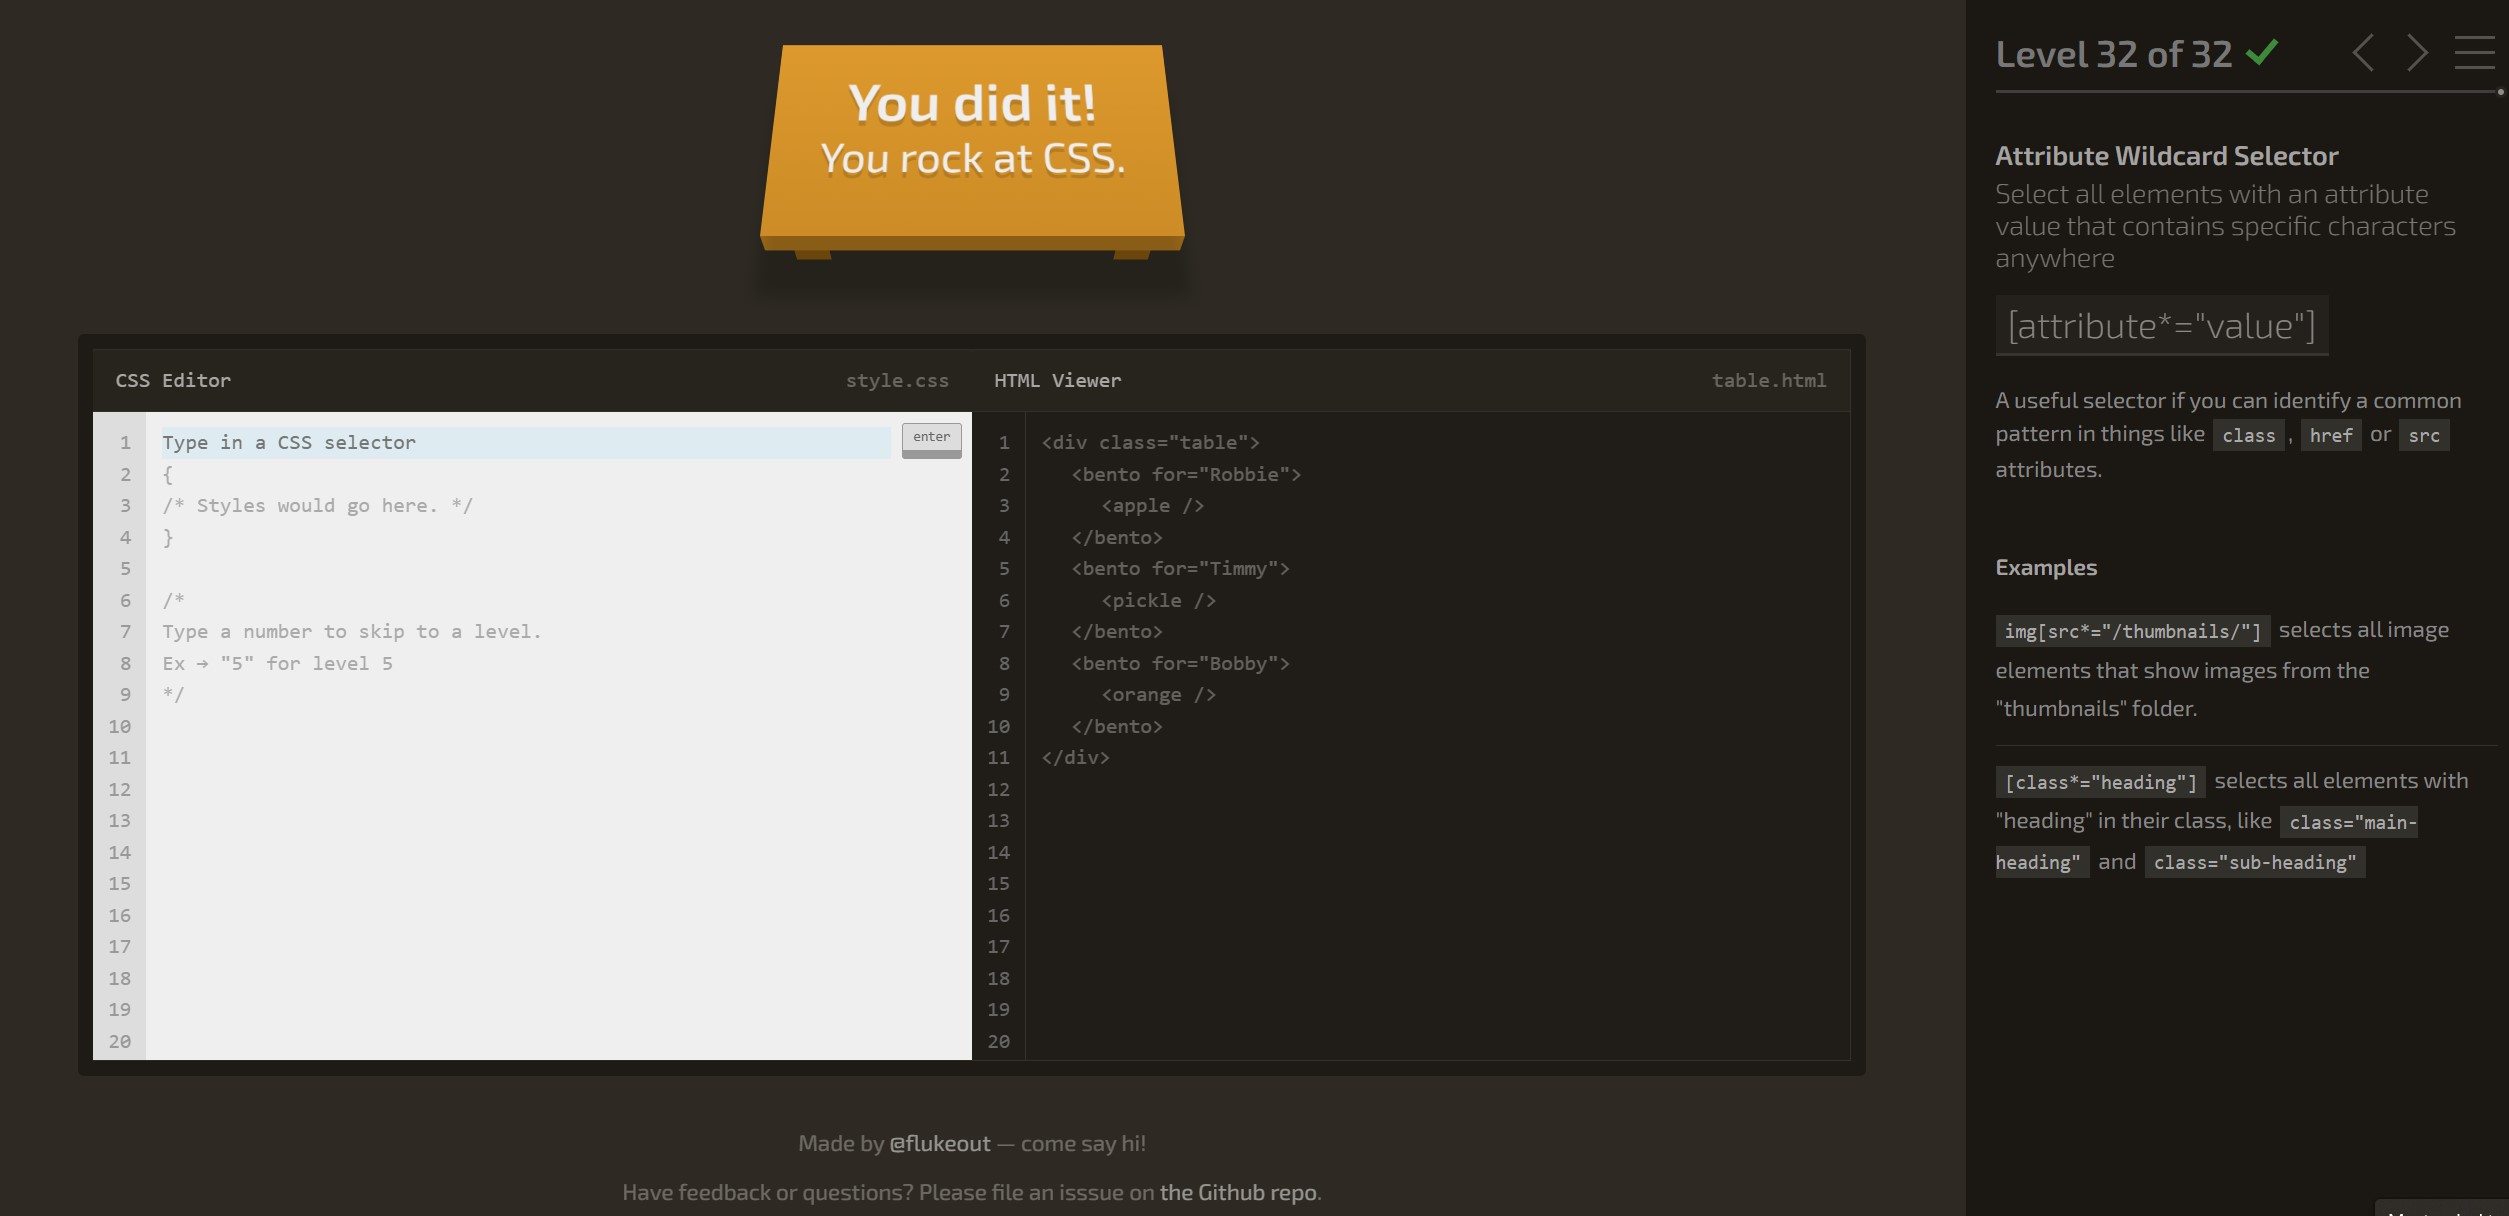 You did it!
You rock at CSS.
CSS Editor
style.css
1 Type in a CSS selector
enter
2 {
3 /* Styles would go here. */
4 }
5
6 /*
7 Type a number to skip to a level.
8 Ex → "5" for level 5
9 */
10
11
12
13
14
15
16
17
18
19
20
HTML Viewer
table.html
1 <div class="table">
2 <bento for="Robbie">
3 <apple />
4 </bento>
5 <bento for="Timmy">
6 <pickle />
7 </bento>
8 <bento for="Bobby">
9 <orange />
10 </bento>
11 </div>
12
13
14
15
16
17
18
19
20
Made by @flukeout — come say hi!
Have feedback or questions? Please file an isssue on the Github repo.
Level 32 of 32
Attribute Wildcard Selector
Select all elements with an attribute
value that contains specific characters
anywhere
[attribute*="value"]
A useful selector if you can identify a common
pattern in things like class, href or src
attributes.
Examples
img[src*="/thumbnails/"] selects all image
elements that show images from the
"thumbnails" folder.
[class*="heading"] selects all elements with
"heading" in their class, like class="main-
heading" and class="sub-heading"